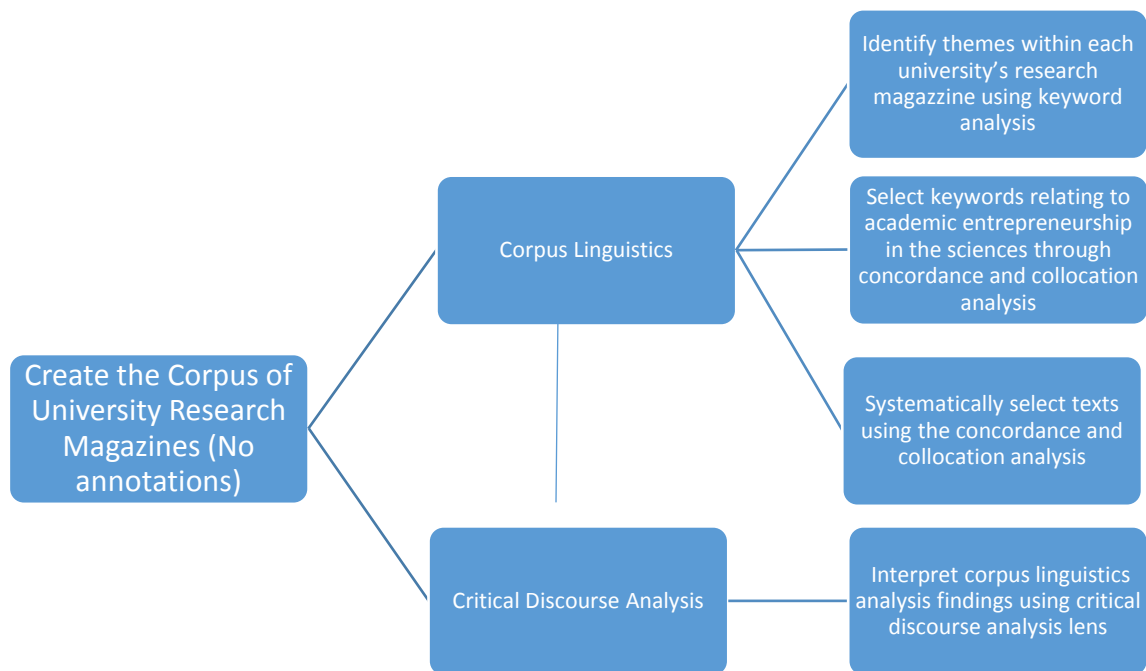 Identify themes within each
university’s research
magazzine using keyword
analysis
Select keywords relating to
academic entrepreneurship
in the sciences through
concordance and collocation
analysis
Corpus Linguistics
Create the Corpus of
University Research
Magazines (No
annotations)
Systematically select texts
using the concordance and
collocation analysis
Critical Discourse Analysis
Interpret corpus linguistics
analysis findings using critical
discourse analysis lens